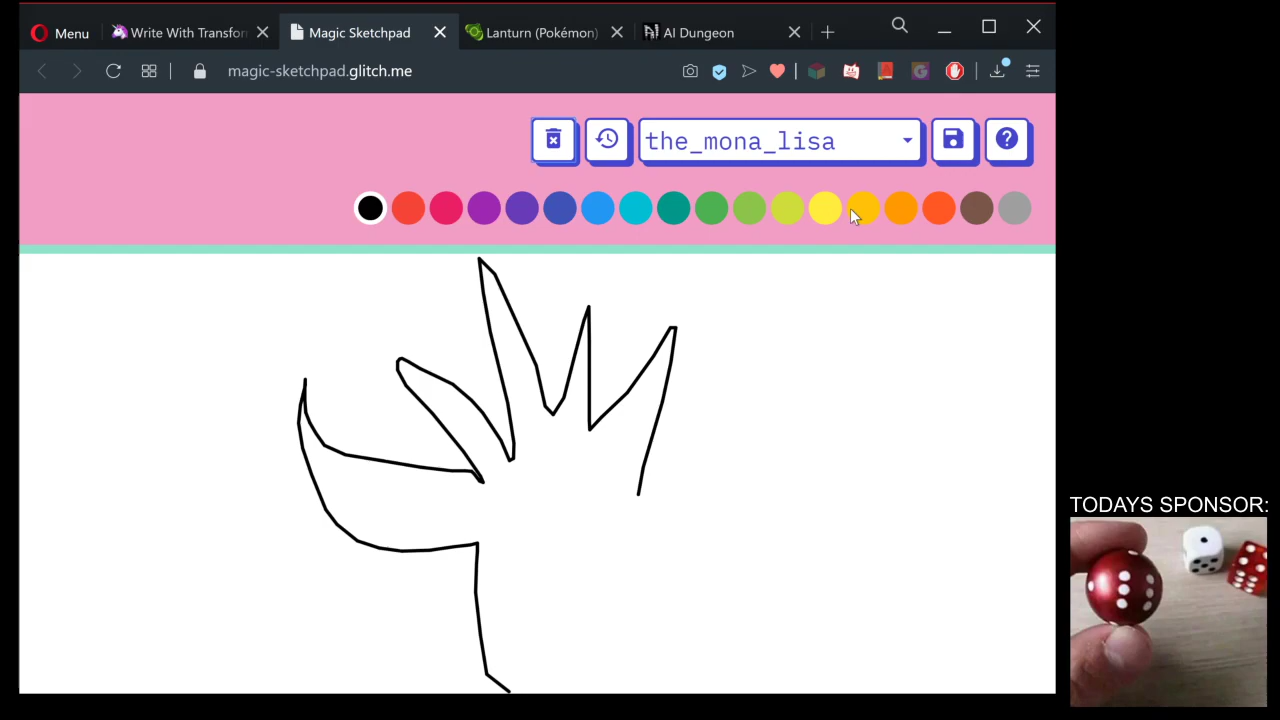 Menu
Write With Transfor
Magic Sketchpad
Lanturn (Pokémon)
AI Dungeon
magic-sketchpad.glitch.me
the_mona_lisa
TODAYS SPONSOR: